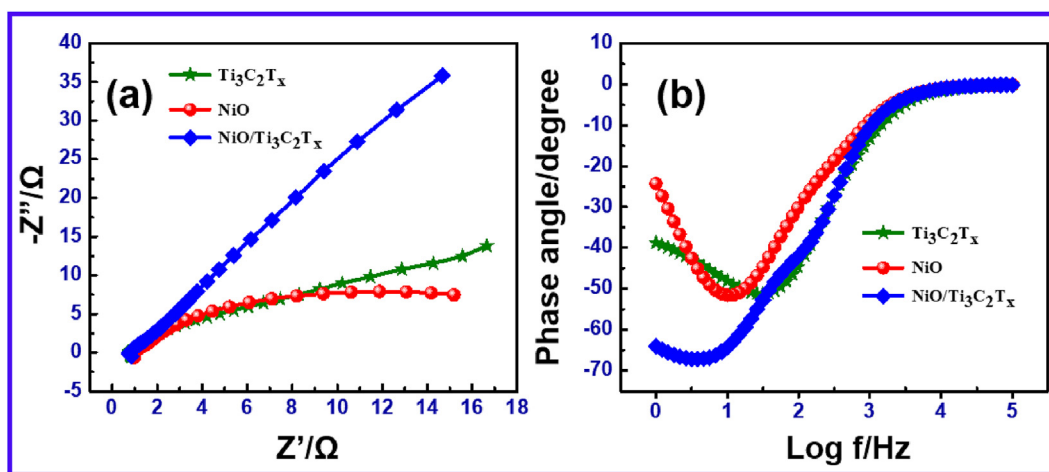 (a)
Ti₃C₂Tₓ
NiO
NiO/Ti₃C₂Tₓ
-Z''/Ω
40
35
30
25
20
15
10
5
0
-5
0 2 4 6 8 10 12 14 16 18
Z'/Ω
(b)
Ti₃C₂Tₓ
NiO
NiO/Ti₃C₂Tₓ
Phase angle/degree
10
0
-10
-20
-30
-40
-50
-60
-70
0 1 2 3 4 5
Log f/Hz